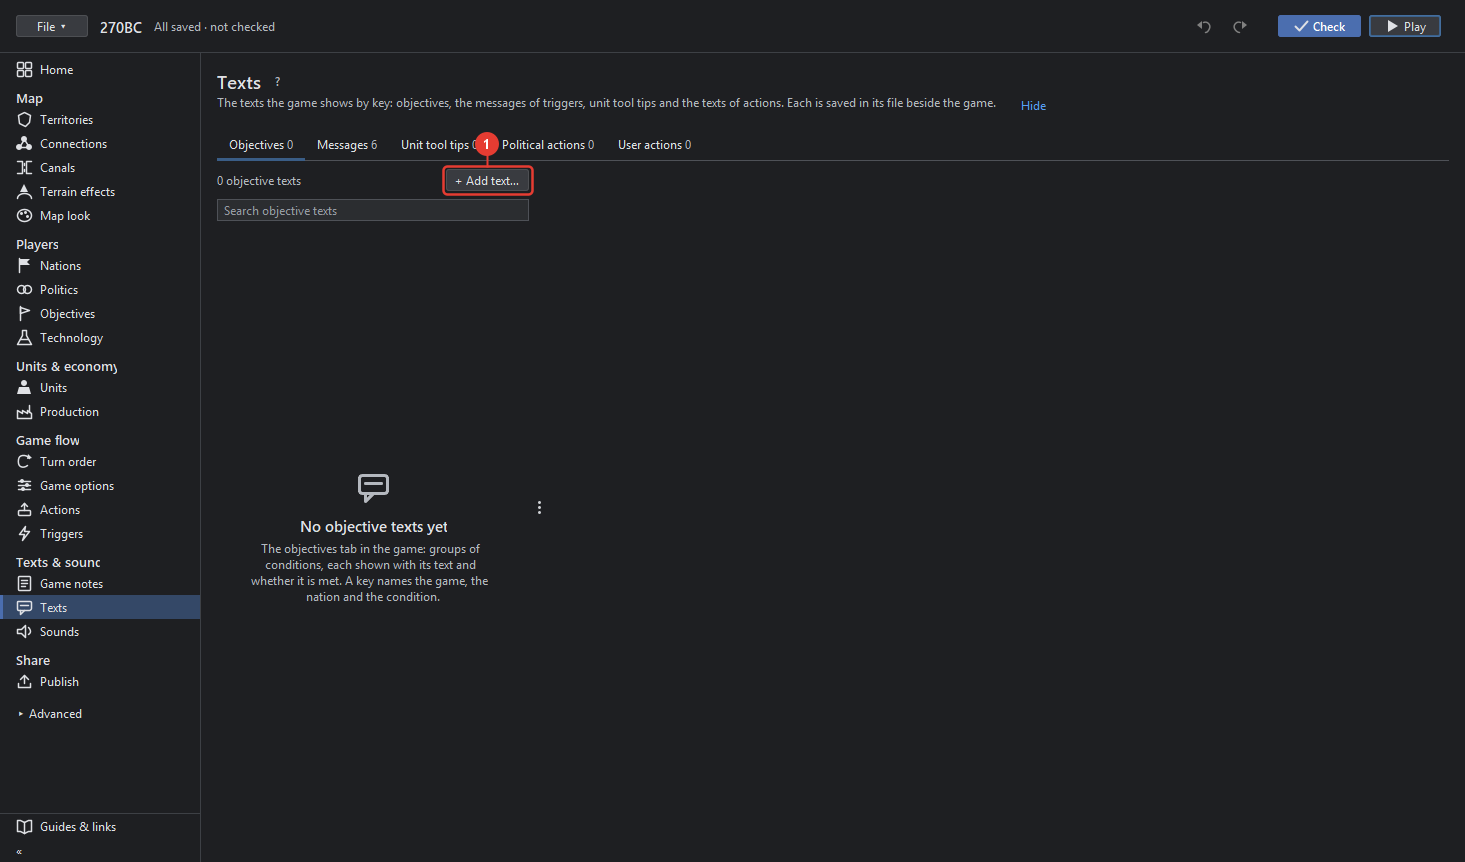 File ▾
270BC
All saved · not checked
Check
Play
Home
Map
Territories
Connections
Canals
Terrain effects
Map look
Players
Nations
Politics
Objectives
Technology
Units & economy
Units
Production
Game flow
Turn order
Game options
Actions
Triggers
Texts & sound
Game notes
Texts
Sounds
Share
Publish
▸ Advanced
Guides & links
«
Texts ?
The texts the game shows by key: objectives, the messages of triggers, unit tool tips and the texts of actions. Each is saved in its file beside the game.
Hide
Objectives 0
Messages 6
Unit tool tips
1
Political actions 0
User actions 0
0 objective texts
+ Add text...
Search objective texts
No objective texts yet
The objectives tab in the game: groups of
conditions, each shown with its text and
whether it is met. A key names the game, the
nation and the condition.